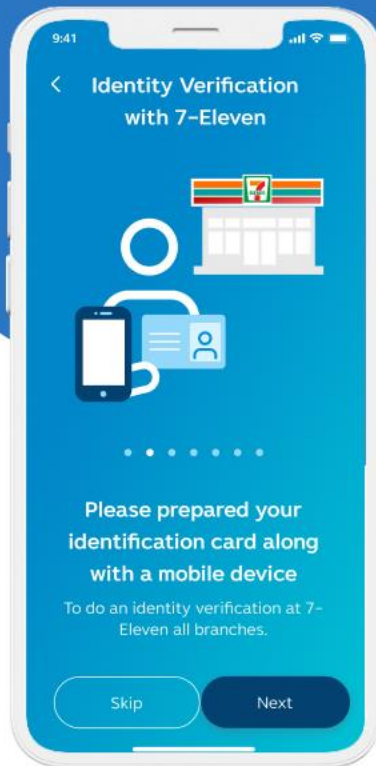 9:41
Identity Verification
with 7-Eleven
7
Please prepared your
identification card along
with a mobile device
To do an identity verification at 7-
Eleven all branches.
Skip
Next